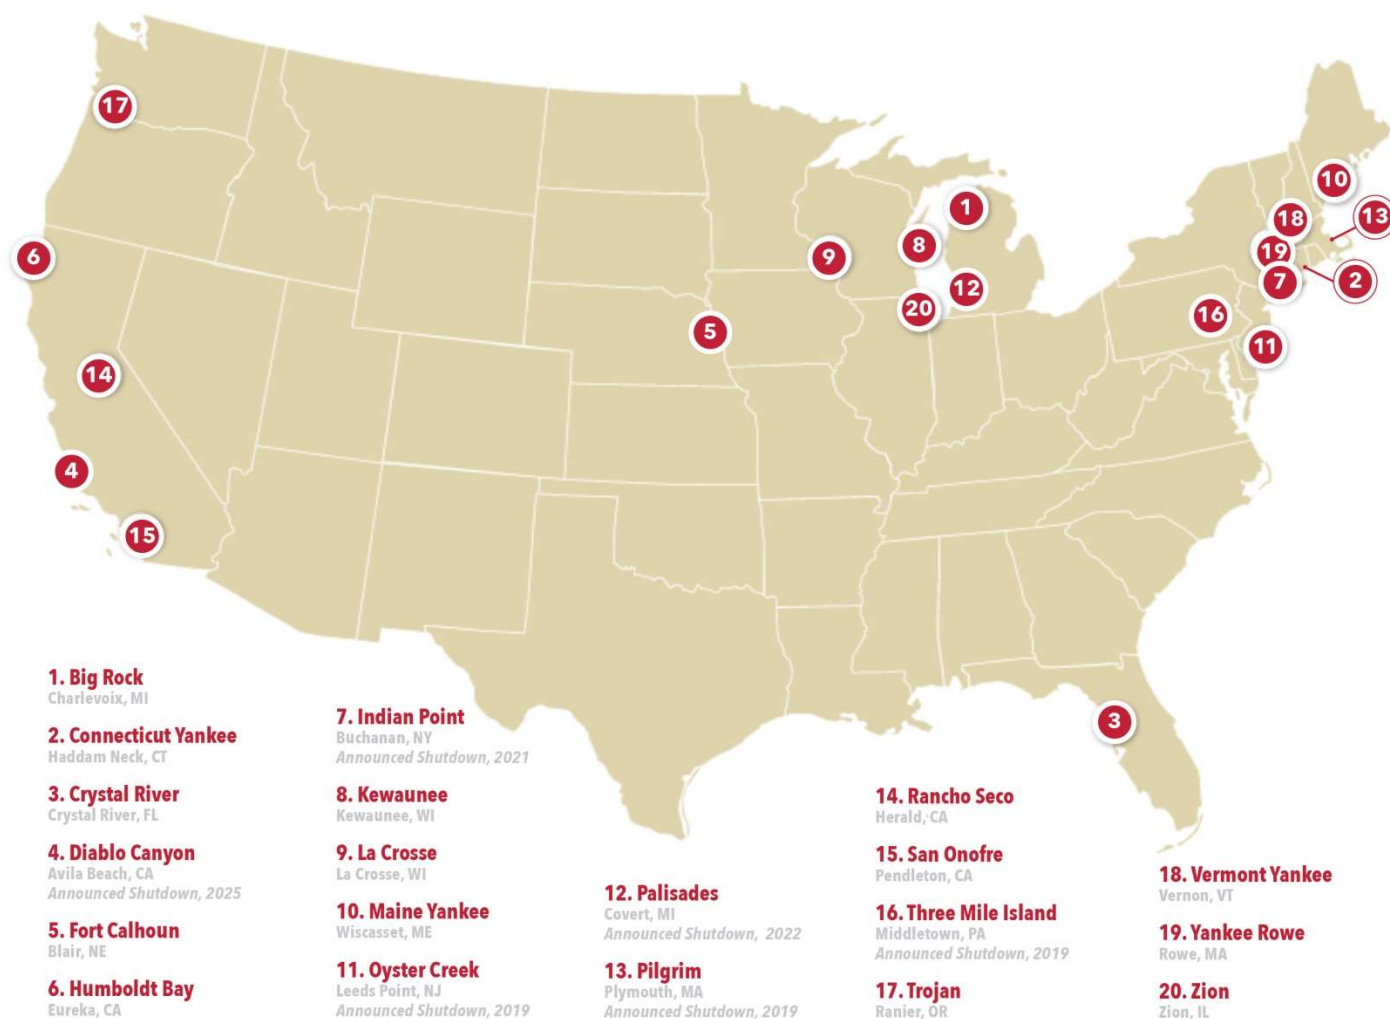 17
10
1
18
13
6
8
9
19
7
2
12
20
16
5
11
14
4
15
3
1. Big Rock
Charlevoix, MI
2. Connecticut Yankee
Haddam Neck, CT
3. Crystal River
Crystal River, FL
4. Diablo Canyon
Avila Beach, CA
Announced Shutdown, 2025
5. Fort Calhoun
Blair, NE
6. Humboldt Bay
Eureka, CA
7. Indian Point
Buchanan, NY
Announced Shutdown, 2021
8. Kewaunee
Kewaunee, WI
9. La Crosse
La Crosse, WI
10. Maine Yankee
Wiscasset, ME
11. Oyster Creek
Leeds Point, NJ
Announced Shutdown, 2019
12. Palisades
Covert, MI
Announced Shutdown, 2022
13. Pilgrim
Plymouth, MA
Announced Shutdown, 2019
14. Rancho Seco
Herald, CA
15. San Onofre
Pendleton, CA
16. Three Mile Island
Middletown, PA
Announced Shutdown, 2019
17. Trojan
Ranier, OR
18. Vermont Yankee
Vernon, VT
19. Yankee Rowe
Rowe, MA
20. Zion
Zion, IL